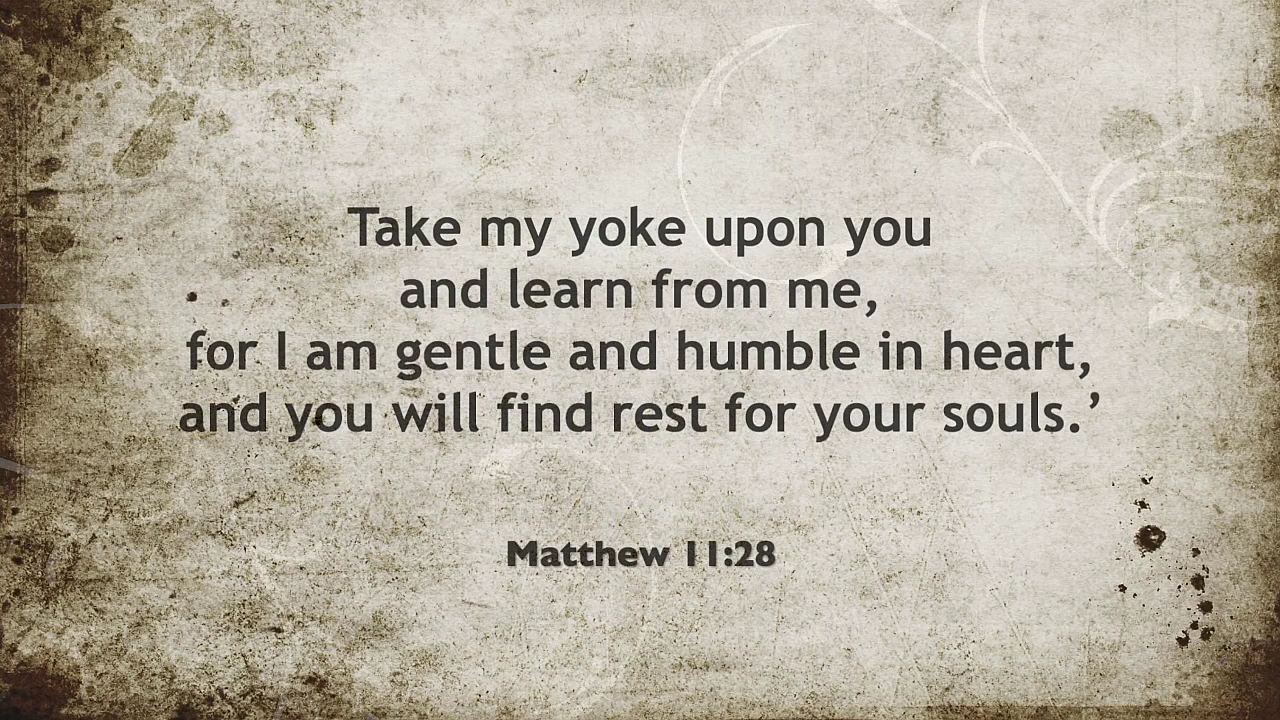 Take my yoke upon you
and learn from me,
for I am gentle and humble in heart,
and you will find rest for your souls.’
Matthew 11:28